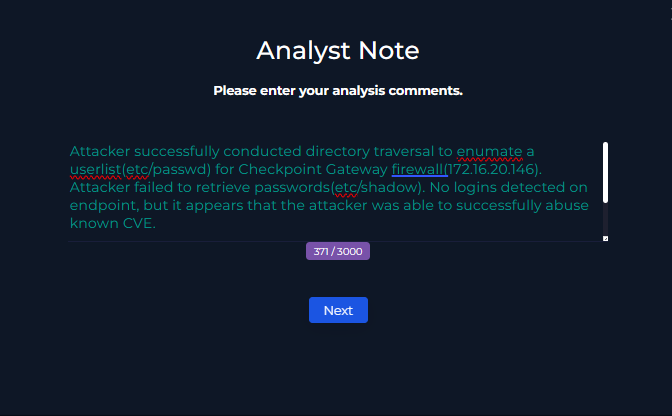 Analyst Note
Please enter your analysis comments.
Attacker successfully conducted directory traversal to enumate a
userlist(etc/passwd) for Checkpoint Gateway firewall(172.16.20.146).
Attacker failed to retrieve passwords(etc/shadow). No logins detected on
endpoint, but it appears that the attacker was able to successfully abuse
known CVE.
371 / 3000
Next